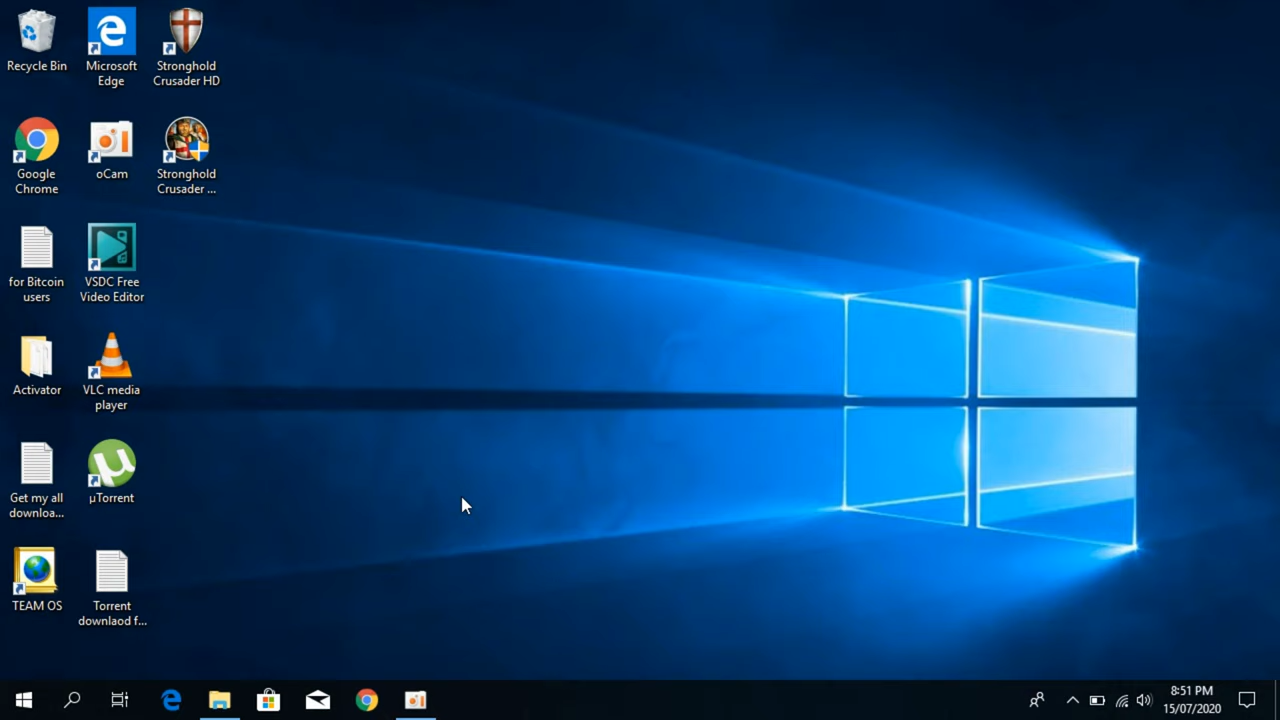 Recycle Bin
Microsoft
Edge
Stronghold
Crusader HD
Google
Chrome
oCam
Stronghold
Crusader ...
for Bitcoin
users
VSDC Free
Video Editor
Activator
VLC media
player
Get my all
downloa...
µTorrent
TEAM OS
Torrent
downlaod f...
8:51 PM
15/07/2020